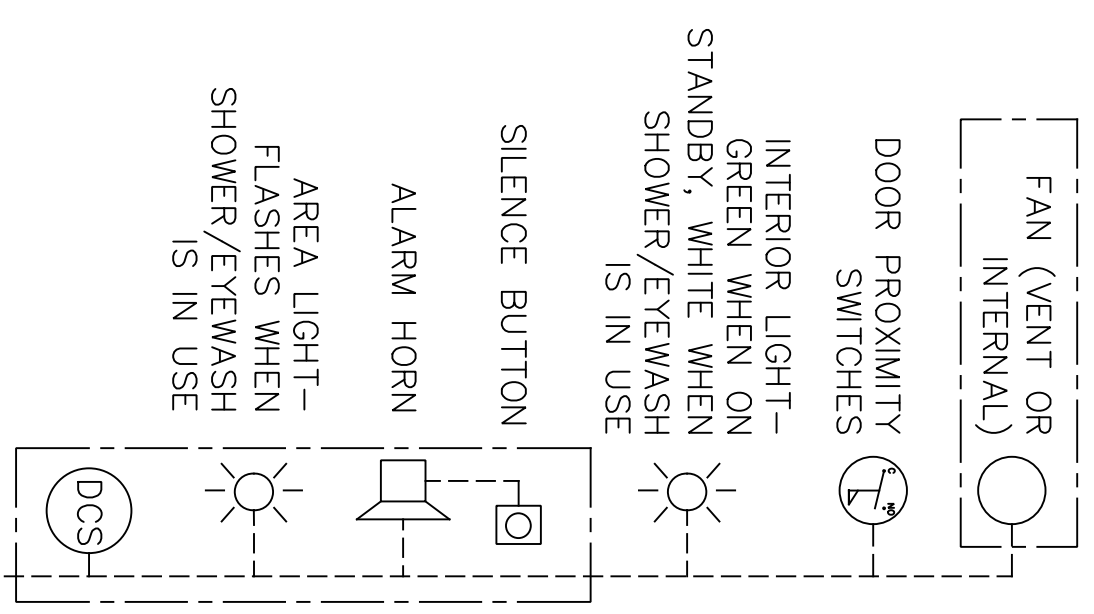 FAN (VENT OR
INTERNAL)
DOOR PROXIMITY
SWITCHES
C
NO
INTERIOR LIGHT–
GREEN WHEN ON
STANDBY, WHITE WHEN
SHOWER/EYEWASH
IS IN USE
SILENCE BUTTON
ALARM HORN
AREA LIGHT–
FLASHES WHEN
SHOWER/EYEWASH
IS IN USE
DCS